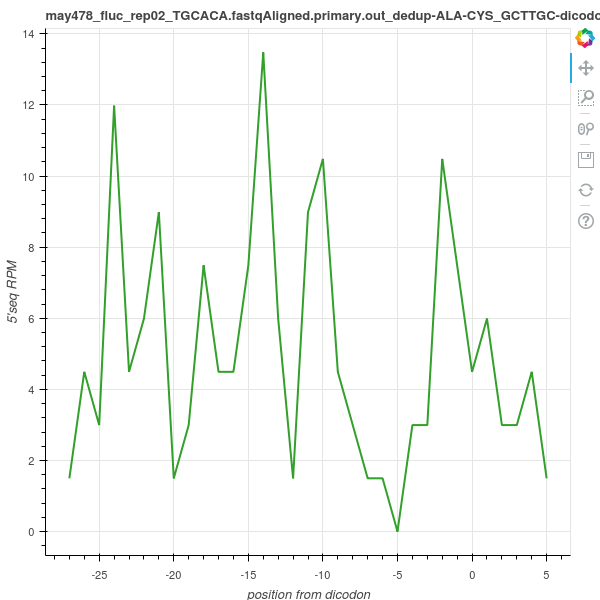 may478_fluc_rep02_TGCACA.fastqAligned.primary.out_dedup-ALA-CYS_GCTTGC-dicodo
14
12
10
8
6
4
2
0
5'seq RPM
-25 -20 -15 -10 -5 0 5
position from dicodon